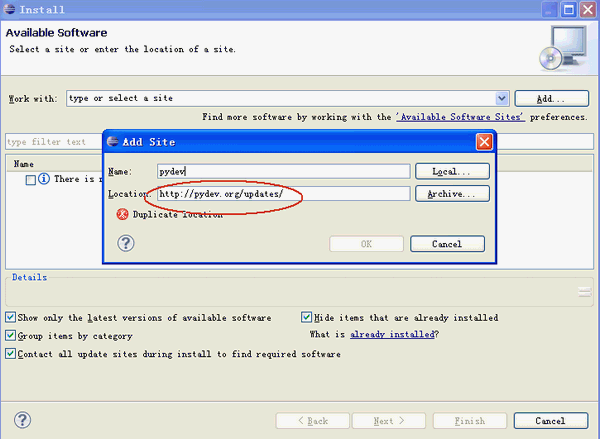 Install
Available Software
Select a site or enter the location of a site.
Work with: type or select a site Add...
Find more software by working with the 'Available Software Sites' preferences.
type filter text
Name
There is n
Add Site
Name: pydev Local...
Location: http://pydev.org/updates/ Archive...
Duplicate location
OK Cancel
Details
Show only the latest versions of available software Hide items that are already installed
Group items by category What is already installed?
Contact all update sites during install to find required software
< Back Next > Finish Cancel